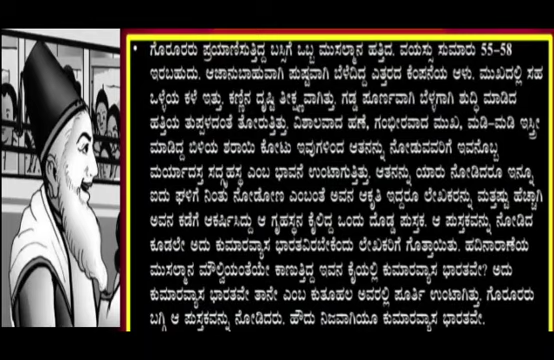 • ಗೊರೂರರು ಪ್ರಯಾಣಿಸುತ್ತಿದ್ದ ಬಸ್ಸಿಗೆ ಒಬ್ಬ ಮುಸಲ್ಮಾನ ಹತ್ತಿದ. ವಯಸ್ಸು ಸುಮಾರು 55-58
ಇರಬಹುದು. ಆಜಾನುಬಾಹುವಾಗಿ ಪುಷ್ಟವಾಗಿ ಬೆಳೆದಿದ್ದ ಎತ್ತರದ ಕೆಂಪನೆಯ ಆಳು. ಮುಖದಲ್ಲಿ ಸಹ
ಒಳ್ಳೆಯ ಕಳೆ ಇತ್ತು. ಕಣ್ಣಿನ ದೃಷ್ಟಿ ತೀಕ್ಷ್ಣವಾಗಿತ್ತು. ಗಡ್ಡ ಪೂರ್ಣವಾಗಿ ಬೆಳ್ಳಗಾಗಿ ಶುದ್ಧಿ ಮಾಡಿದ
ಹತ್ತಿಯ ತುಪ್ಪಳದಂತೆ ತೋರುತ್ತಿತ್ತು. ವಿಶಾಲವಾದ ಹಣೆ, ಗಂಭೀರವಾದ ಮುಖ, ಮಡಿ-ಮಡಿ ಇಸ್ತ್ರೀ
ಮಾಡಿದ್ದ ಬಿಳಿಯ ಶರಾಯಿ ಕೋಟು ಇವುಗಳಿಂದ ಆತನನ್ನು ನೋಡುವವರಿಗೆ ಇವನೊಬ್ಬ
ಮರ್ಯಾದಸ್ತ ಸದ್ಗೃಹಸ್ಥ ಎಂಬ ಭಾವನೆ ಉಂಟಾಗುತ್ತಿತ್ತು. ಆತನನ್ನು ಯಾರು ನೋಡಿದರೂ ಇನ್ನೂ
ಐದು ಘಳಿಗೆ ನಿಂತು ನೋಡೋಣ ಎಂಬಂತೆ ಅವನ ಆಕೃತಿ ಇದ್ದರೂ ಲೇಖಕರನ್ನು ಮತ್ತಷ್ಟು ಹೆಚ್ಚಾಗಿ
ಅವನ ಕಡೆಗೆ ಆಕರ್ಷಿಸಿದ್ದು ಆ ಗೃಹಸ್ಥನ ಕೈಲಿದ್ದ ಒಂದು ದೊಡ್ಡ ಪುಸ್ತಕ. ಆ ಪುಸ್ತಕವನ್ನು ನೋಡಿದ
ಕೂಡಲೇ ಅದು ಕುಮಾರವ್ಯಾಸ ಭಾರತವಿರಬೇಕೆಂದು ಲೇಖಕರಿಗೆ ಗೊತ್ತಾಯಿತು. ಹದಿನಾರಾಣೆಯ
ಮುಸಲ್ಮಾನ ಮೌಲ್ವಿಯಂತೆಯೇ ಕಾಣುತ್ತಿದ್ದ ಇವನ ಕೈಯಲ್ಲಿ ಕುಮಾರವ್ಯಾಸ ಭಾರತವೇ? ಅದು
ಕುಮಾರವ್ಯಾಸ ಭಾರತವೇ ತಾನೇ ಎಂಬ ಕುತೂಹಲ ಅವರಲ್ಲಿ ಪೂರ್ತಿ ಉಂಟಾಗಿತ್ತು. ಗೊರೂರರು
ಬಗ್ಗಿ ಆ ಪುಸ್ತಕವನ್ನು ನೋಡಿದರು. ಹೌದು ನಿಜವಾಗಿಯೂ ಕುಮಾರವ್ಯಾಸ ಭಾರತವೇ.